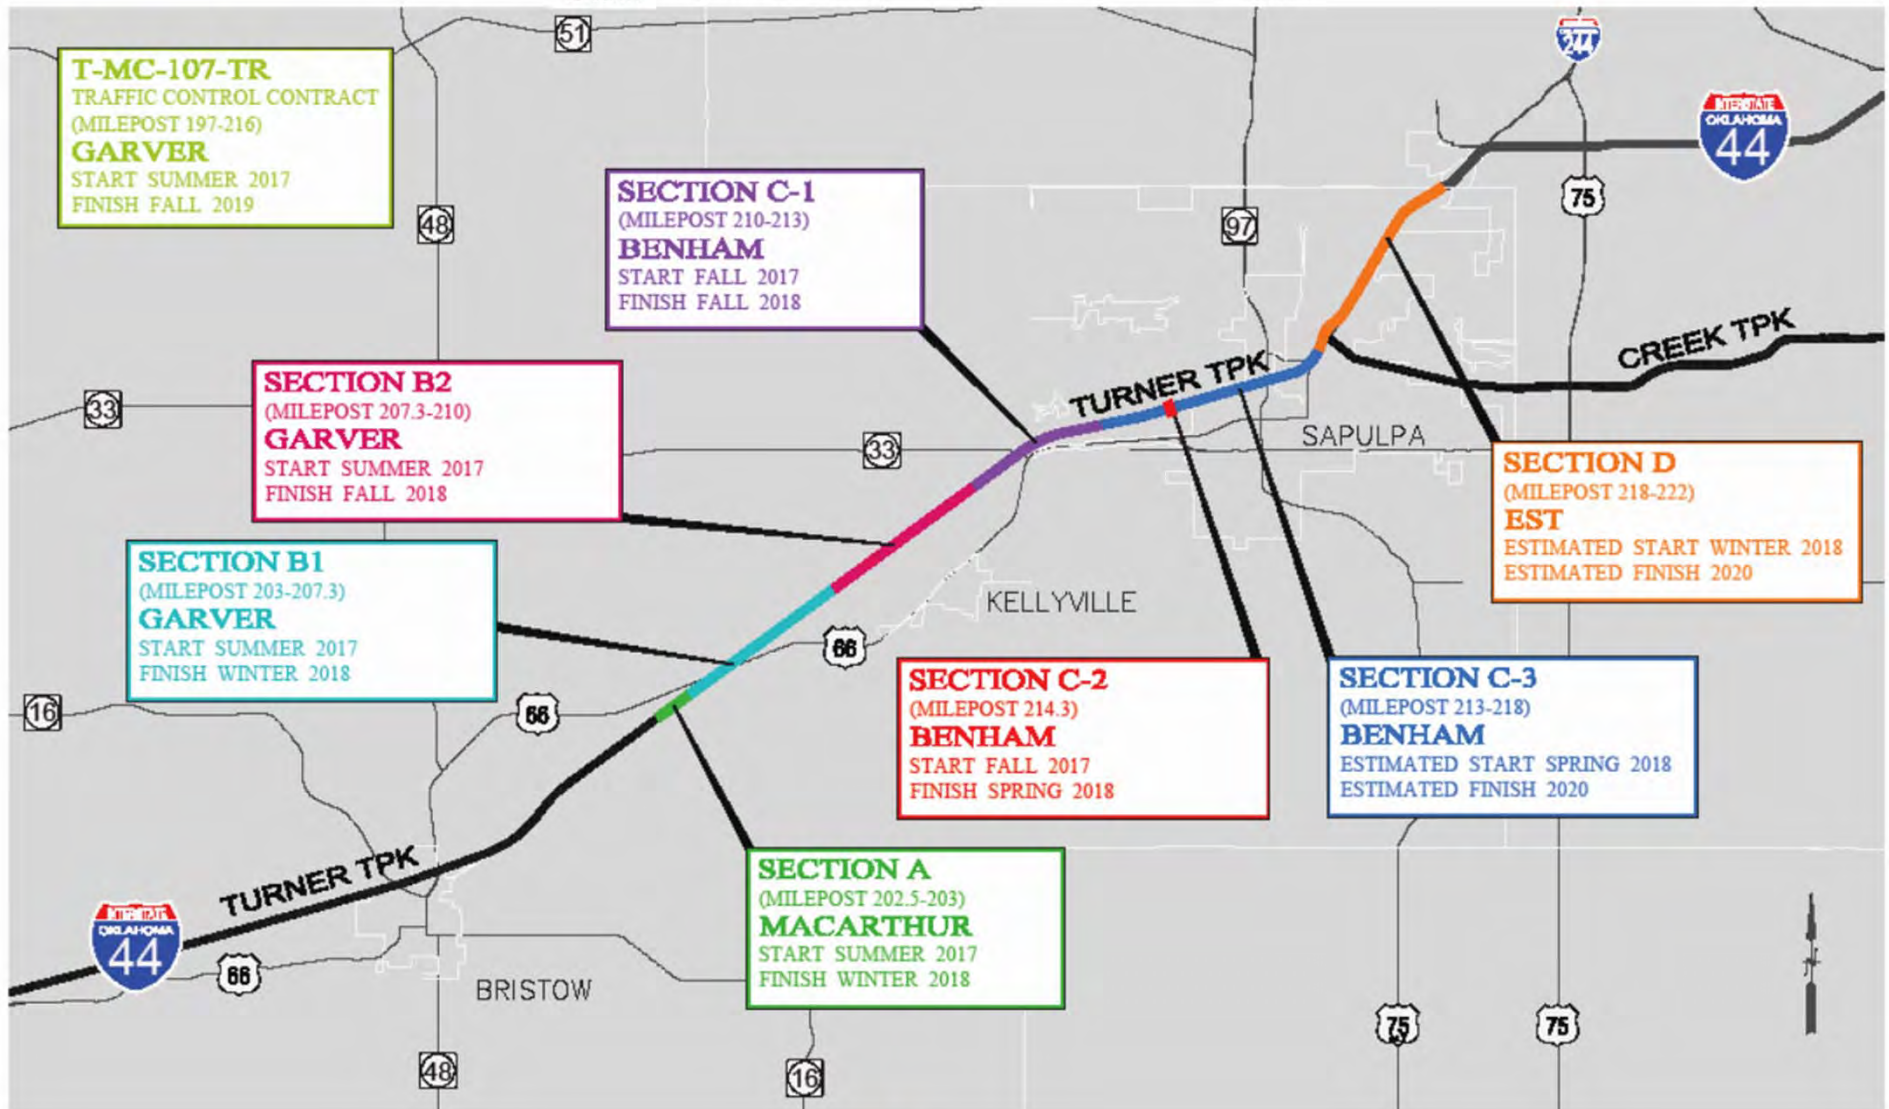 51
INTERSTATE
244
T-MC-107-TR
TRAFFIC CONTROL CONTRACT
(MILEPOST 197-216)
GARVER
START SUMMER 2017
FINISH FALL 2019
INTERSTATE
OKLAHOMA
44
48
SECTION C-1
(MILEPOST 210-213)
BENHAM
START FALL 2017
FINISH FALL 2018
97
75
CREEK TPK
TURNER TPK
33
SECTION B2
(MILEPOST 207.3-210)
GARVER
START SUMMER 2017
FINISH FALL 2018
33
SAPULPA
SECTION D
(MILEPOST 218-222)
EST
ESTIMATED START WINTER 2018
ESTIMATED FINISH 2020
SECTION B1
(MILEPOST 203-207.3)
GARVER
START SUMMER 2017
FINISH WINTER 2018
KELLYVILLE
66
16
66
SECTION C-2
(MILEPOST 214.3)
BENHAM
START FALL 2017
FINISH SPRING 2018
SECTION C-3
(MILEPOST 213-218)
BENHAM
ESTIMATED START SPRING 2018
ESTIMATED FINISH 2020
TURNER TPK
SECTION A
(MILEPOST 202.5-203)
MACARTHUR
START SUMMER 2017
FINISH WINTER 2018
INTERSTATE
OKLAHOMA
44
66
BRISTOW
75
75
48
16